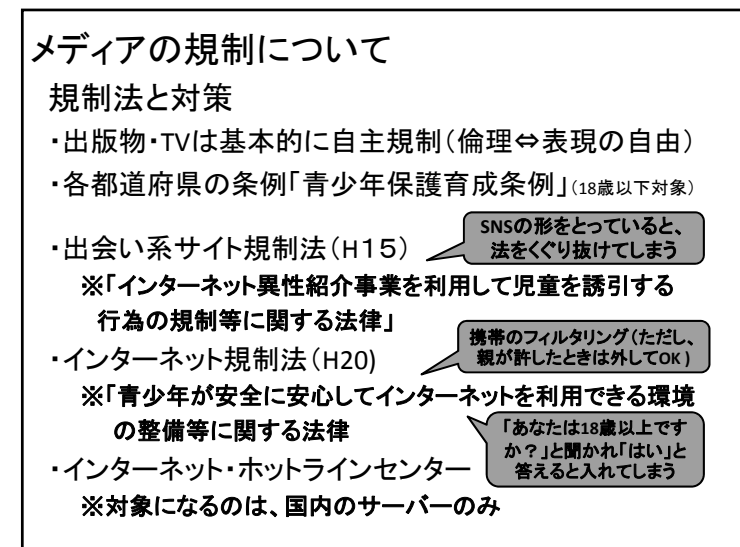 メディアの規制について
規制法と対策
・出版物・TVは基本的に自主規制(倫理⇔表現の自由)
・各都道府県の条例「青少年保護育成条例」(18歳以下対象)
SNSの形をとっていると、
法をくぐり抜けてしまう
・出会い系サイト規制法(H15)
※「インターネット異性紹介事業を利用して児童を誘引する
行為の規制等に関する法律」
携帯のフィルタリング(ただし、
親が許したときは外してOK)
・インターネット規制法(H20)
※「青少年が安全に安心してインターネットを利用できる環境
の整備等に関する法律
「あなたは18歳以上です
か?」と聞かれ「はい」と
答えると入れてしまう
・インターネット・ホットラインセンター
※対象になるのは、国内のサーバーのみ